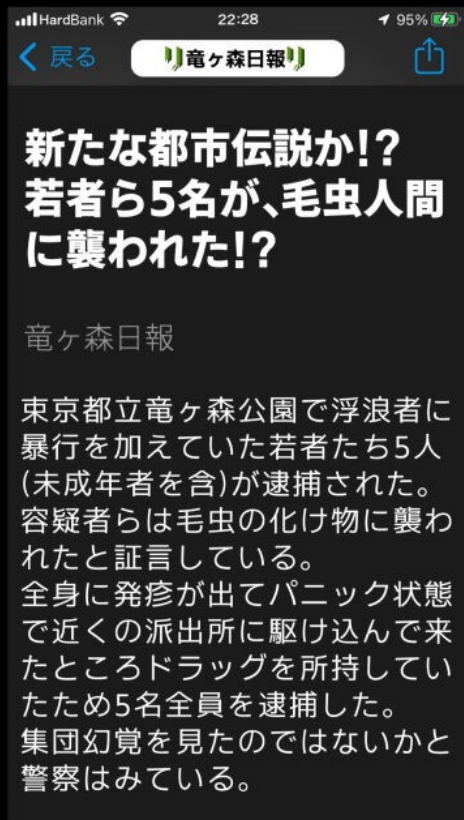 HardBank 22:28 95%
戻る リ竜ヶ森日報リ
新たな都市伝説か!?
若者ら5名が、毛虫人間
に襲われた!?
竜ヶ森日報
東京都立竜ヶ森公園で浮浪者に
暴行を加えていた若者たち5人
(未成年者を含)が逮捕された。
容疑者らは毛虫の化け物に襲わ
れたと証言している。
全身に発疹が出てパニック状態
で近くの派出所に駆け込んで来
たところドラッグを所持してい
たため5名全員を逮捕した。
集団幻覚を見たのではないかと
警察はみている。